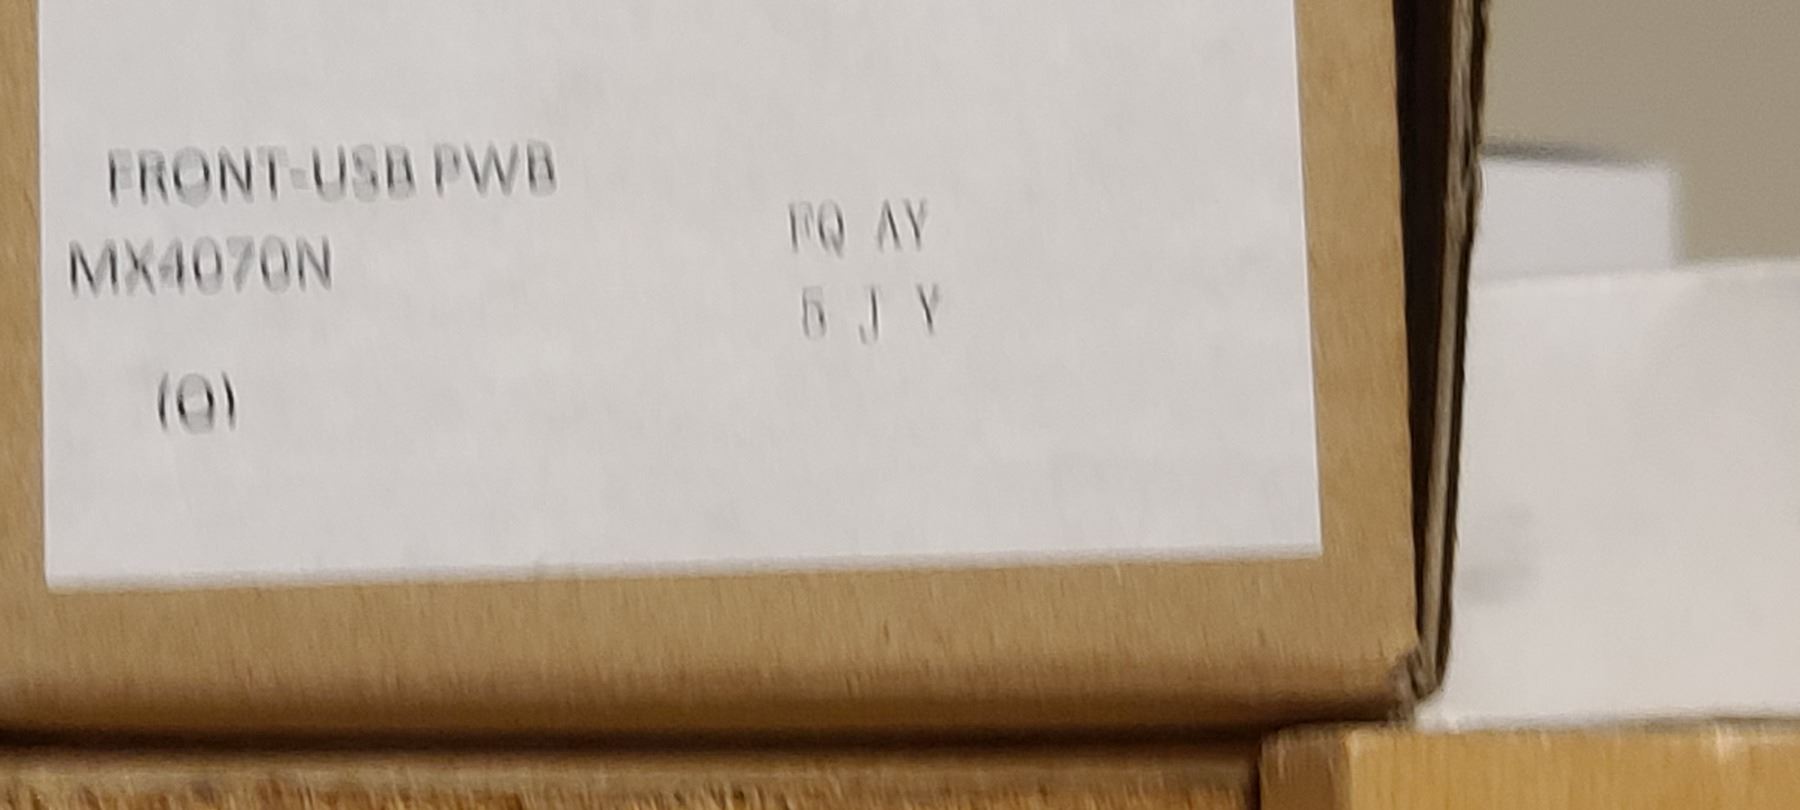 FRONT-USB PWB
MX4070N
(Q)
FQ AY
5 J Y